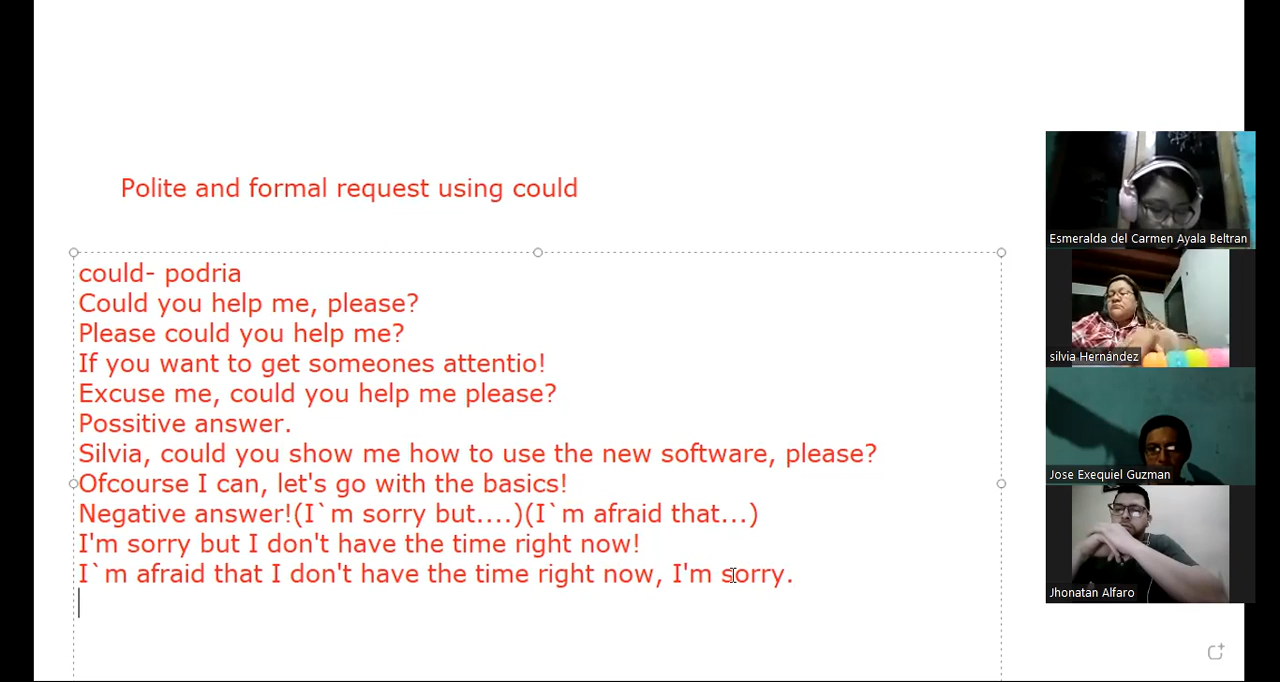 Polite and formal request using could
could- podria
Could you help me, please?
Please could you help me?
If you want to get someones attentio!
Excuse me, could you help me please?
Possitive answer.
Silvia, could you show me how to use the new software, please?
Ofcourse I can, let's go with the basics!
Negative answer!(I`m sorry but....)(I`m afraid that...)
I'm sorry but I don't have the time right now!
I`m afraid that I don't have the time right now, I'm sorry.
Esmeralda del Carmen Ayala Beltran
silvia Hernández
Jose Exequiel Guzman
Jhonatan Alfaro